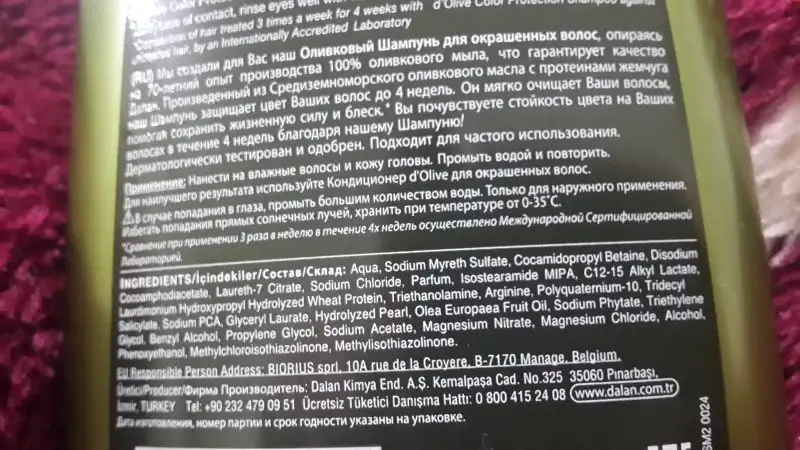 of contact, rinse eyes well with
of hair treated 3 times a week for 4 weeks with d'Olive Color Protection Shampoo against
hair, by an Internationally Accredited Laboratory
(RU) Мы создали для Вас наш Оливковый Шампунь для окрашенных волос, опираясь
на 70-летний опыт производства 100% оливкового мыла, что гарантирует качество
Далан. Произведенный из Средиземноморского оливкового масла с протеинами жемчуга
наш Шампунь защищает цвет Ваших волос до 4 недель. Он мягко очищает Ваши волосы,
помогая сохранить жизненную силу и блеск.* Вы почувствуете стойкость цвета на Ваших
волосах в течение 4 недель благодаря нашему Шампуню!
Дерматологически тестирован и одобрен. Подходит для частого использования.
Применение: Нанести на влажные волосы и кожу головы. Промыть водой и повторить.
Для наилучшего результата используйте Кондиционер d'Olive для окрашенных волос.
В случае попадания в глаза, промыть большим количеством воды. Только для наружного применения.
Избегать попадания прямых солнечных лучей, хранить при температуре от 0-35˚C.
*Сравнение при применении 3 раза в неделю в течение 4х недель осуществлено Международной Сертифицированной
Лабораторией.
INGREDIENTS/İçindekiler/Состав/Склад: Aqua, Sodium Myreth Sulfate, Cocamidopropyl Betaine, Disodium
Cocoamphodiacetate, Laureth-7 Citrate, Sodium Chloride, Parfum, Isostearamide MIPA, C12-15 Alkyl Lactate,
Laurdimonium Hydroxypropyl Hydrolyzed Wheat Protein, Triethanolamine, Arginine, Polyquaternium-10, Tridecyl
Salicylate, Sodium PCA, Glyceryl Laurate, Hydrolyzed Pearl, Olea Europaea Fruit Oil, Sodium Phytate, Triethylene
Glycol, Benzyl Alcohol, Propylene Glycol, Sodium Acetate, Magnesium Nitrate, Magnesium Chloride, Alcohol,
Phenoxyethanol, Methylchloroisothiazolinone, Methylisothiazolinone.
EU Responsible Person Address: BIORIUS sprl, 10A rue de la Croyere, B-7170 Manage, Belgium.
Üretici/Producer/Фирма Производитель: Dalan Kimya End. A.Ş. Kemalpaşa Cad. No.325 35060 Pınarbaşı,
İzmir, TURKEY Tel: +90 232 479 09 51 Ücretsiz Tüketici Danışma Hattı: 0 800 415 24 08 www.dalan.com.tr
Дата изготовления, номер партии и срок годности указаны на упаковке.
SM2 0024